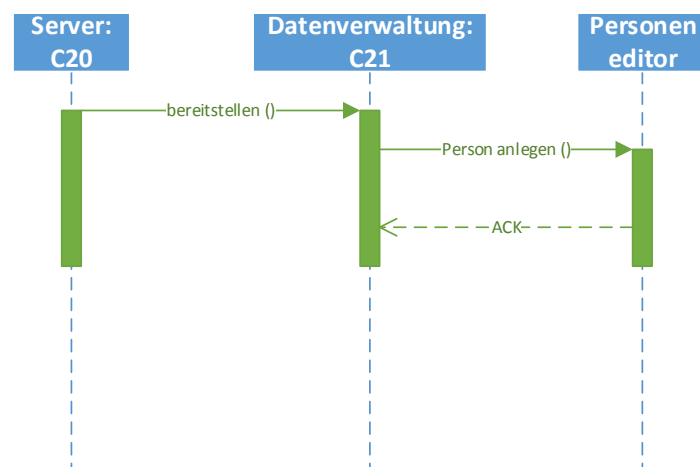 Server:
C20
Datenverwaltung:
C21
Personen
editor
bereitstellen ()
Person anlegen ()
ACK